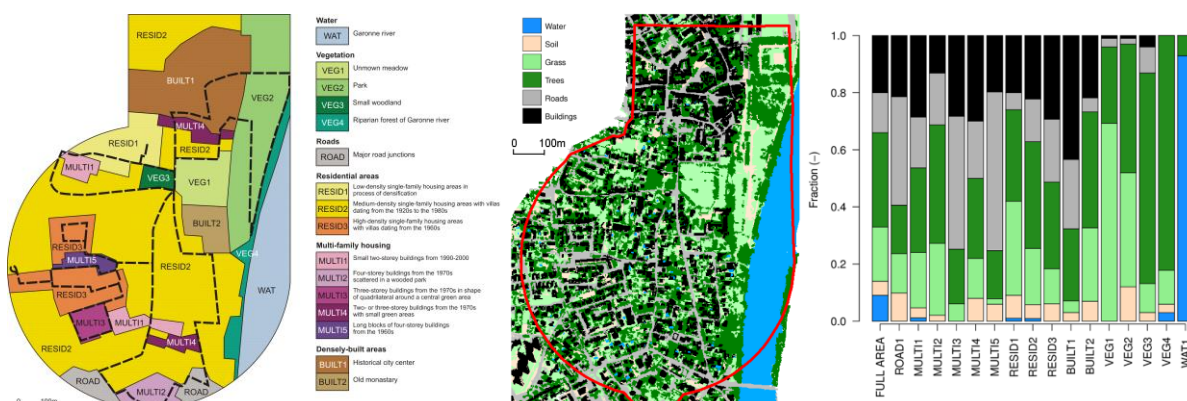 RESID2
BUILT1
VEG2
MULTI4
RESID2
RESID1
MULTI1
VEG3
VEG1
BUILT2
RESID3
MULTI5
RESID2
VEG4
RESID3
WAT
MULTI3
MULTI1
MULTI4
RESID2
ROAD
MULTI2
ROAD
Water
WAT Garonne river
Vegetation
VEG1 Unmown meadow
VEG2 Park
VEG3 Small woodland
VEG4 Riparian forest of Garonne river
Roads
ROAD Major road junctions
Residential areas
RESID1 Low-density single-family housing areas in
process of densification
RESID2 Medium-density single-family housing areas with villas
dating from the 1920s to the 1980s
RESID3 High-density single-family housing areas
with villas dating from the 1960s
Multi-family housing
MULTI1 Small two-storey buildings from 1990-2000
MULTI2 Four-storey buildings from the 1970s
scattered in a wooded park
MULTI3 Three-storey buildings from the 1970s in shape
of quadrilateral around a central green area
MULTI4 Two- or three-storey buildings from the 1970s
with small green areas
MULTI5 Long blocks of four-storey buildings
from the 1960s
Densely-built areas
BUILT1 Historical city center
BUILT2 Old monastery
Water
Soil
Grass
Trees
Roads
Buildings
0 100m
Fraction (-)
1.0
0.8
0.6
0.4
0.2
0.0
FULL AREA
ROAD1
MULTI1
MULTI2
MULTI3
MULTI4
MULTI5
RESID1
RESID2
RESID3
BUILT1
BUILT2
VEG1
VEG2
VEG3
VEG4
WAT1